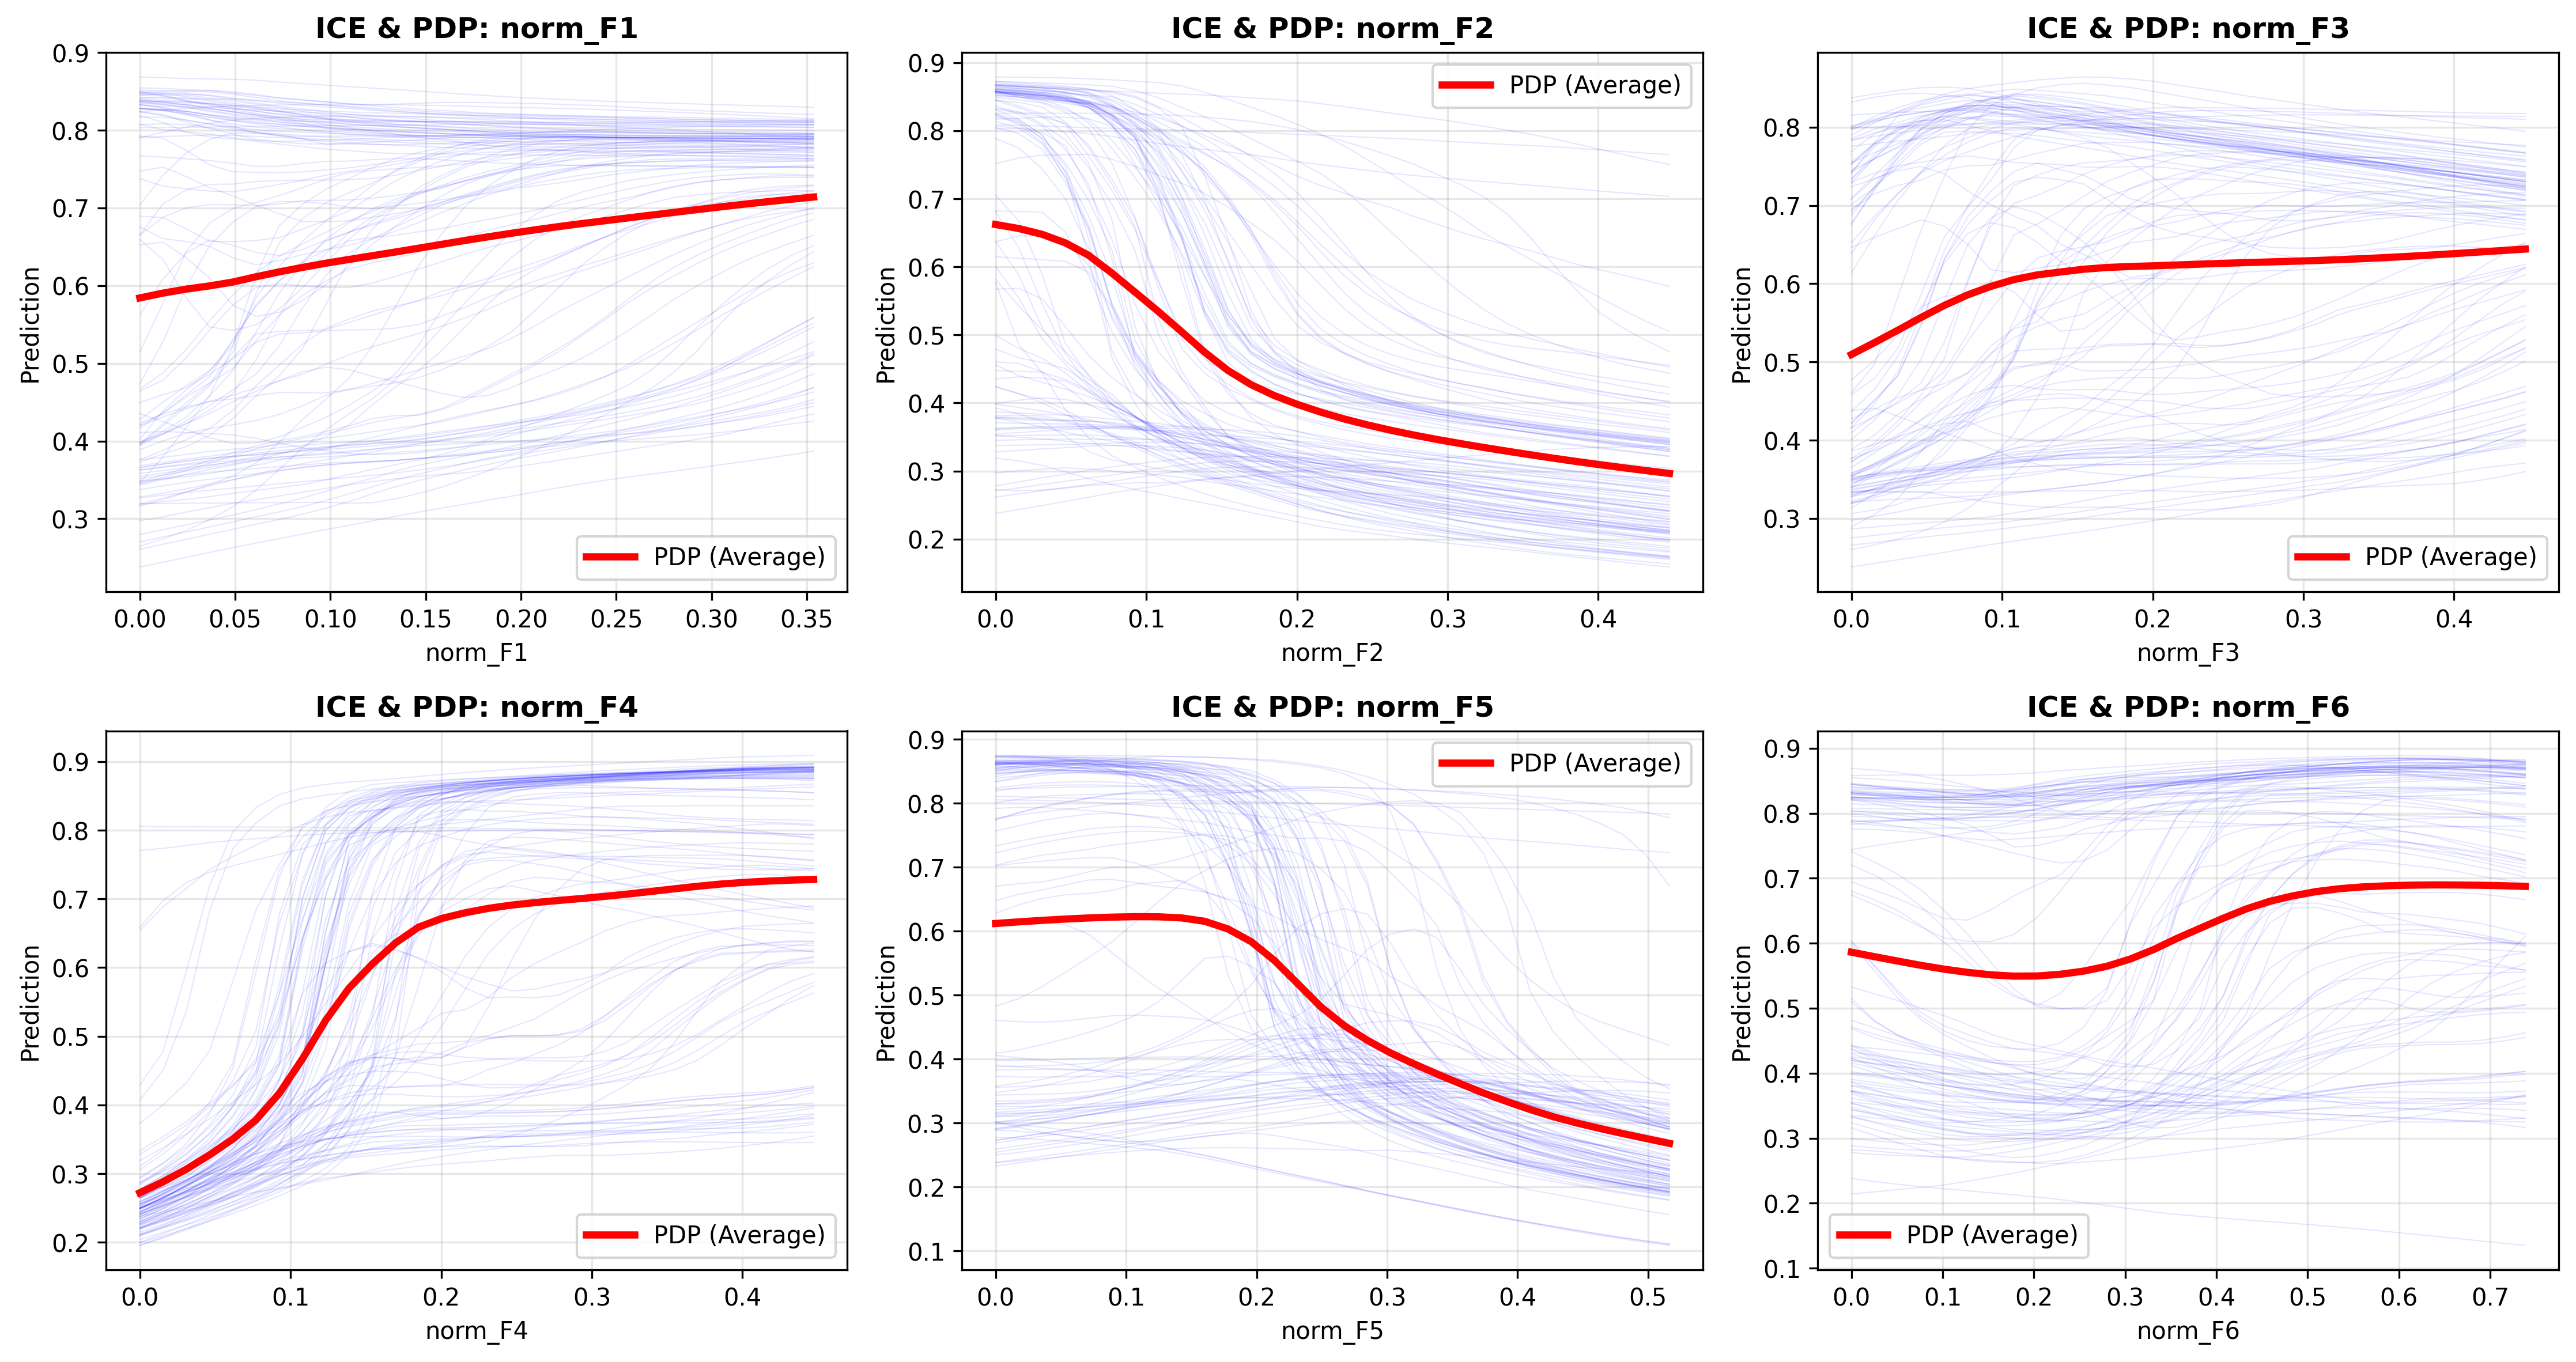 ICE & PDP: norm_F1
0.9
0.8
0.7
0.6
0.5
0.4
0.3
Prediction
PDP (Average)
0.00 0.05 0.10 0.15 0.20 0.25 0.30 0.35
norm_F1
ICE & PDP: norm_F2
0.9
0.8
0.7
0.6
0.5
0.4
0.3
0.2
Prediction
PDP (Average)
0.0 0.1 0.2 0.3 0.4
norm_F2
ICE & PDP: norm_F3
0.8
0.7
0.6
0.5
0.4
0.3
Prediction
PDP (Average)
0.0 0.1 0.2 0.3 0.4
norm_F3
ICE & PDP: norm_F4
0.9
0.8
0.7
0.6
0.5
0.4
0.3
0.2
Prediction
PDP (Average)
0.0 0.1 0.2 0.3 0.4
norm_F4
ICE & PDP: norm_F5
0.9
0.8
0.7
0.6
0.5
0.4
0.3
0.2
0.1
Prediction
PDP (Average)
0.0 0.1 0.2 0.3 0.4 0.5
norm_F5
ICE & PDP: norm_F6
0.9
0.8
0.7
0.6
0.5
0.4
0.3
0.2
0.1
Prediction
PDP (Average)
0.0 0.1 0.2 0.3 0.4 0.5 0.6 0.7
norm_F6